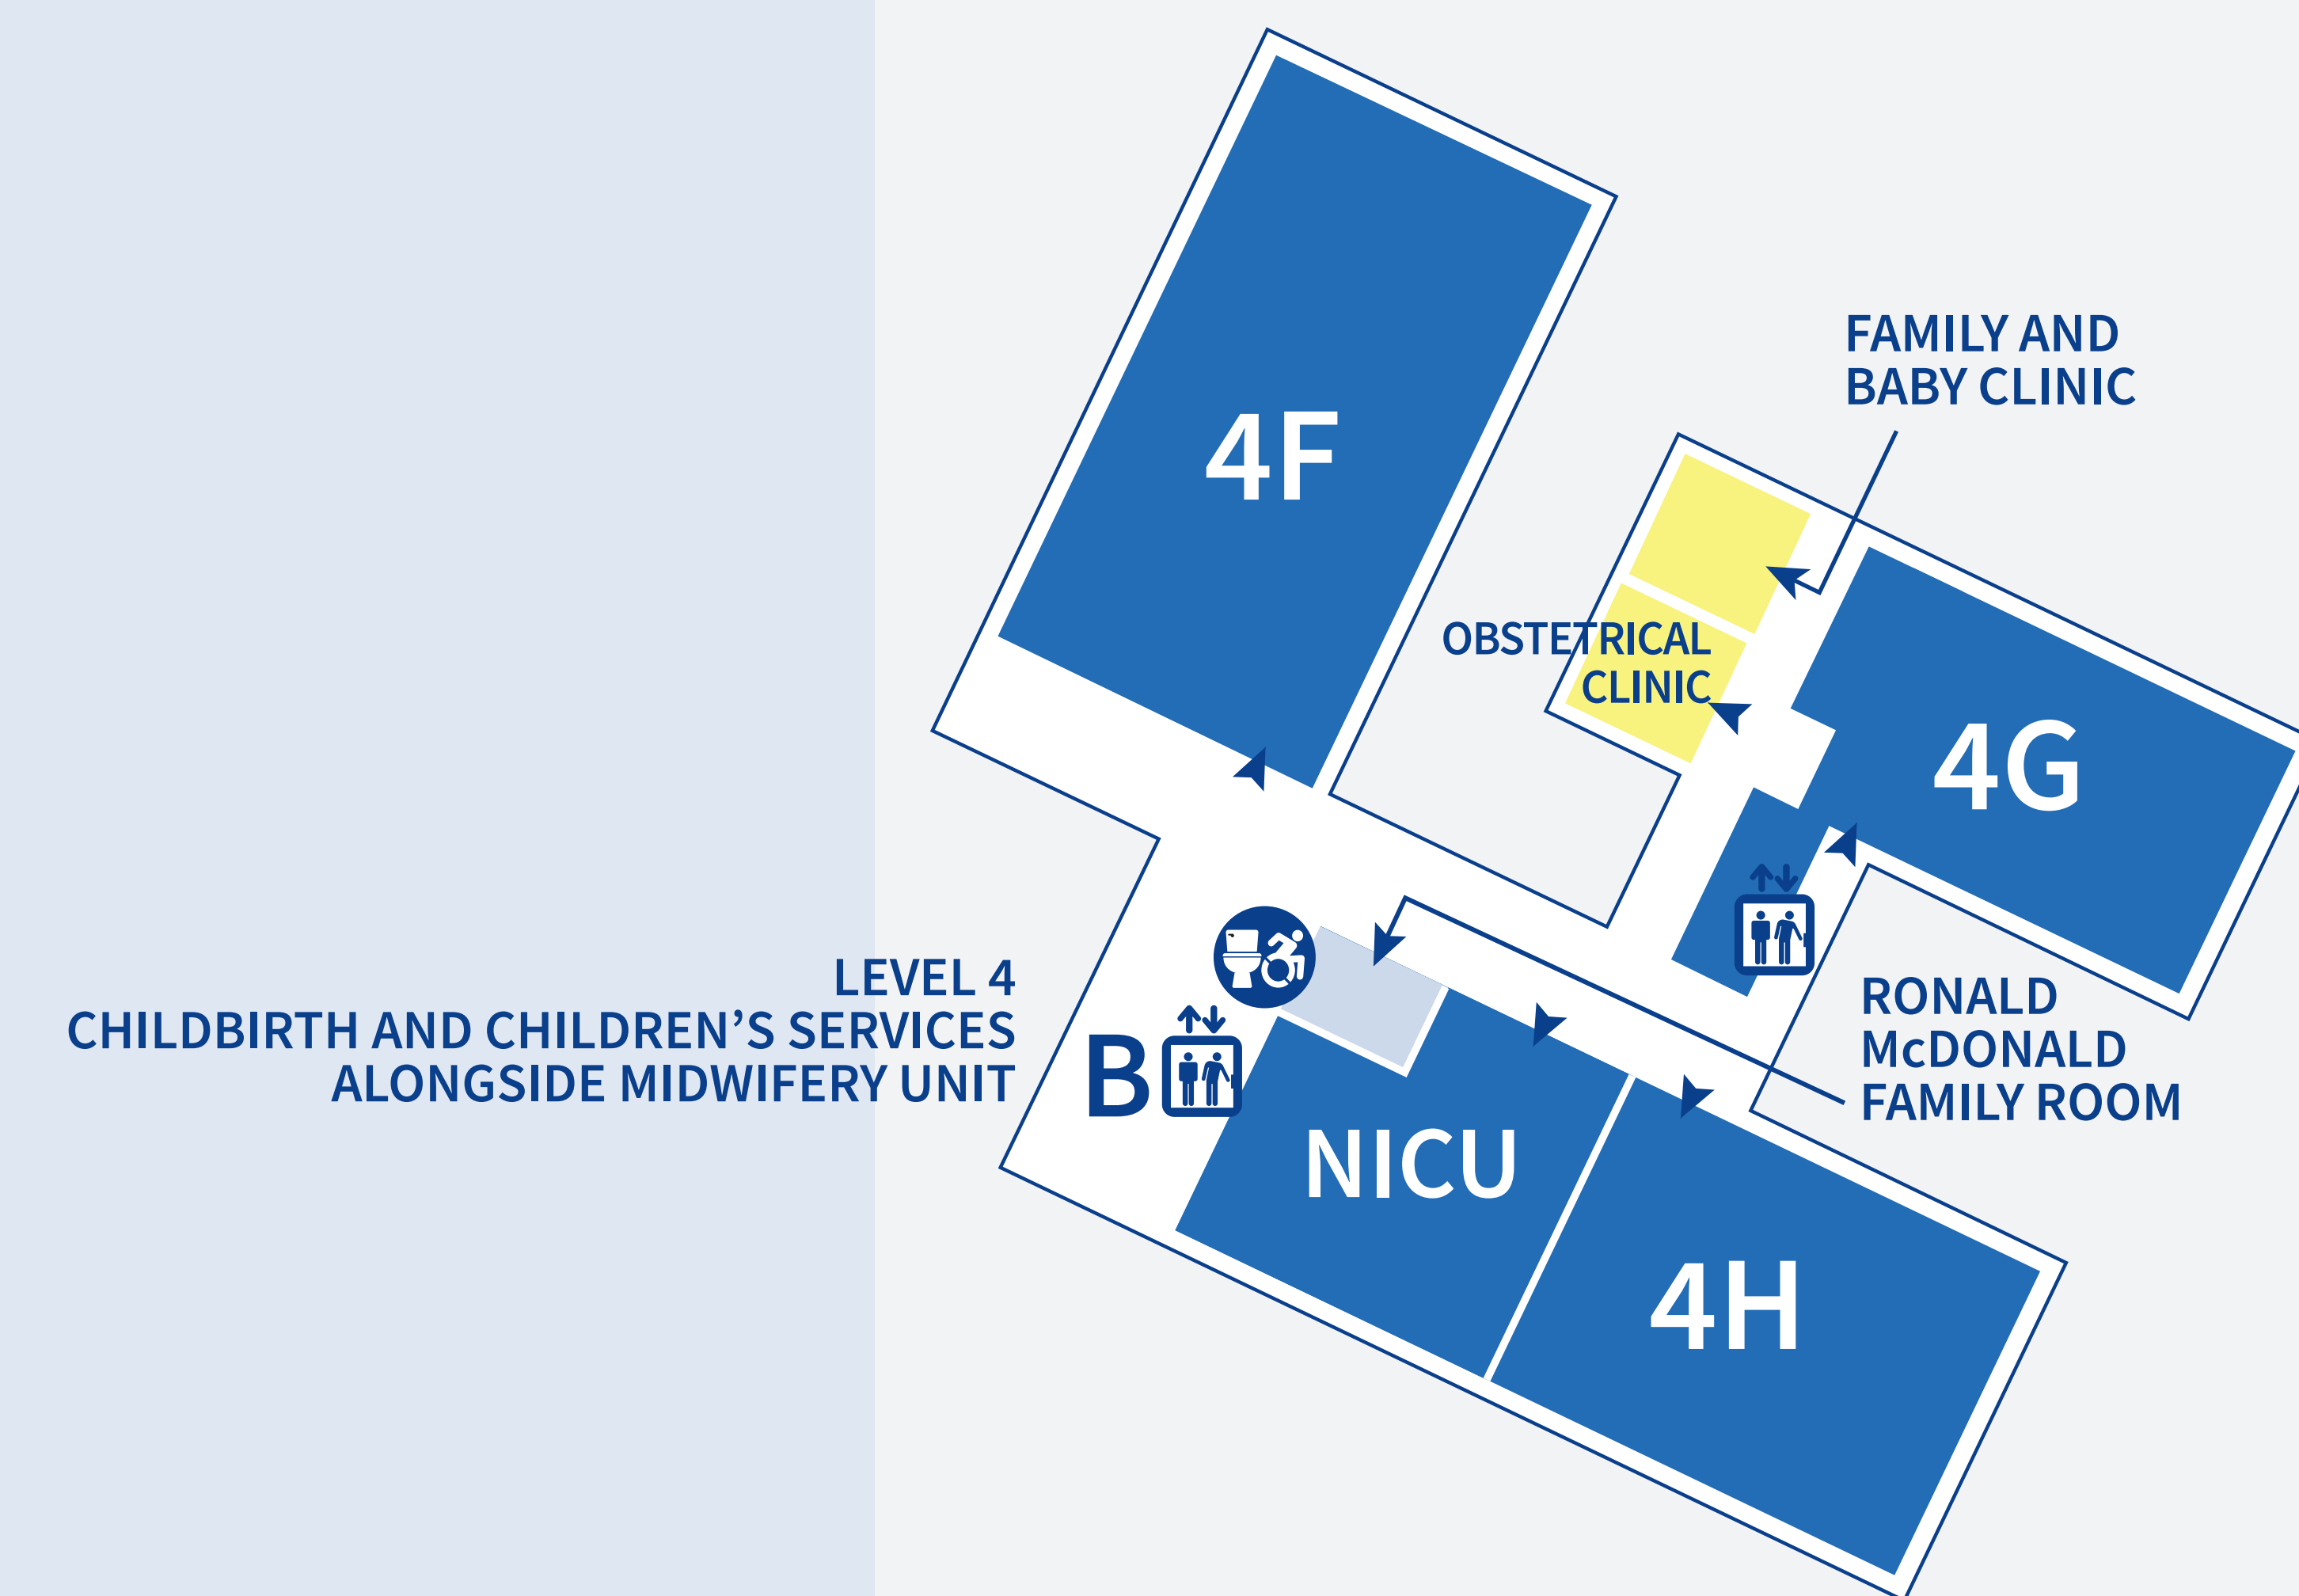 4F
FAMILY AND
BABY CLINIC
OBSTETRICAL
CLINIC
4G
LEVEL 4
CHILDBIRTH AND CHILDREN’S SERVICES
ALONGSIDE MIDWIFERY UNIT
B
RONALD
McDONALD
FAMILY ROOM
NICU
4H